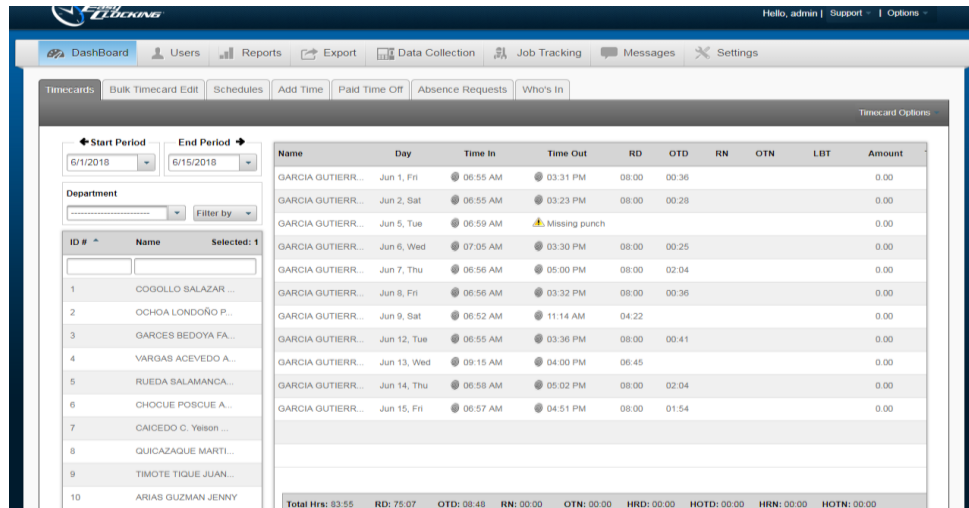 CLOCKING
Hello, admin | Support | Options
DashBoard Users Reports Export Data Collection Job Tracking Messages Settings
Timecards Bulk Timecard Edit Schedules Add Time Paid Time Off Absence Requests Who's In
Timecard Options
Start Period End Period
6/1/2018 6/15/2018
Department
------------------------ Filter by
ID # Name Selected: 1
1 COGOLLO SALAZAR ...
2 OCHOA LONDOÑO P...
3 GARCES BEDOYA FA...
4 VARGAS ACEVEDO A...
5 RUEDA SALAMANCA...
6 CHOCUE POSCUE A...
7 CAICEDO C. Yeison ...
8 QUICAZAQUE MARTI...
9 TIMOTE TIQUE JUAN...
10 ARIAS GUZMAN JENNY
Name Day Time In Time Out RD OTD RN OTN LBT Amount
GARCIA GUTIERR... Jun 1, Fri 06:55 AM 03:31 PM 08:00 00:36 0.00
GARCIA GUTIERR... Jun 2, Sat 06:55 AM 03:23 PM 08:00 00:28 0.00
GARCIA GUTIERR... Jun 5, Tue 06:59 AM Missing punch 0.00
GARCIA GUTIERR... Jun 6, Wed 07:05 AM 03:30 PM 08:00 00:25 0.00
GARCIA GUTIERR... Jun 7, Thu 06:56 AM 05:00 PM 08:00 02:04 0.00
GARCIA GUTIERR... Jun 8, Fri 06:56 AM 03:32 PM 08:00 00:36 0.00
GARCIA GUTIERR... Jun 9, Sat 06:52 AM 11:14 AM 04:22 0.00
GARCIA GUTIERR... Jun 12, Tue 06:55 AM 03:36 PM 08:00 00:41 0.00
GARCIA GUTIERR... Jun 13, Wed 09:15 AM 04:00 PM 06:45 0.00
GARCIA GUTIERR... Jun 14, Thu 06:58 AM 05:02 PM 08:00 02:04 0.00
GARCIA GUTIERR... Jun 15, Fri 06:57 AM 04:51 PM 08:00 01:54 0.00
Total Hrs: 83:55 RD: 75:07 OTD: 08:48 RN: 00:00 OTN: 00:00 HRD: 00:00 HOTD: 00:00 HRN: 00:00 HOTN: 00:00